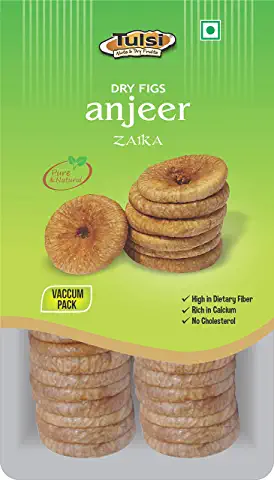 Tulsi
Nuts & Dry Fruits
DRY FIGS
anjeer
ZAIKA
Pure
& Natural
VACCUM
PACK
✓ High in Dietary Fiber
✓ Rich in Calcium
✓ No Cholesterol